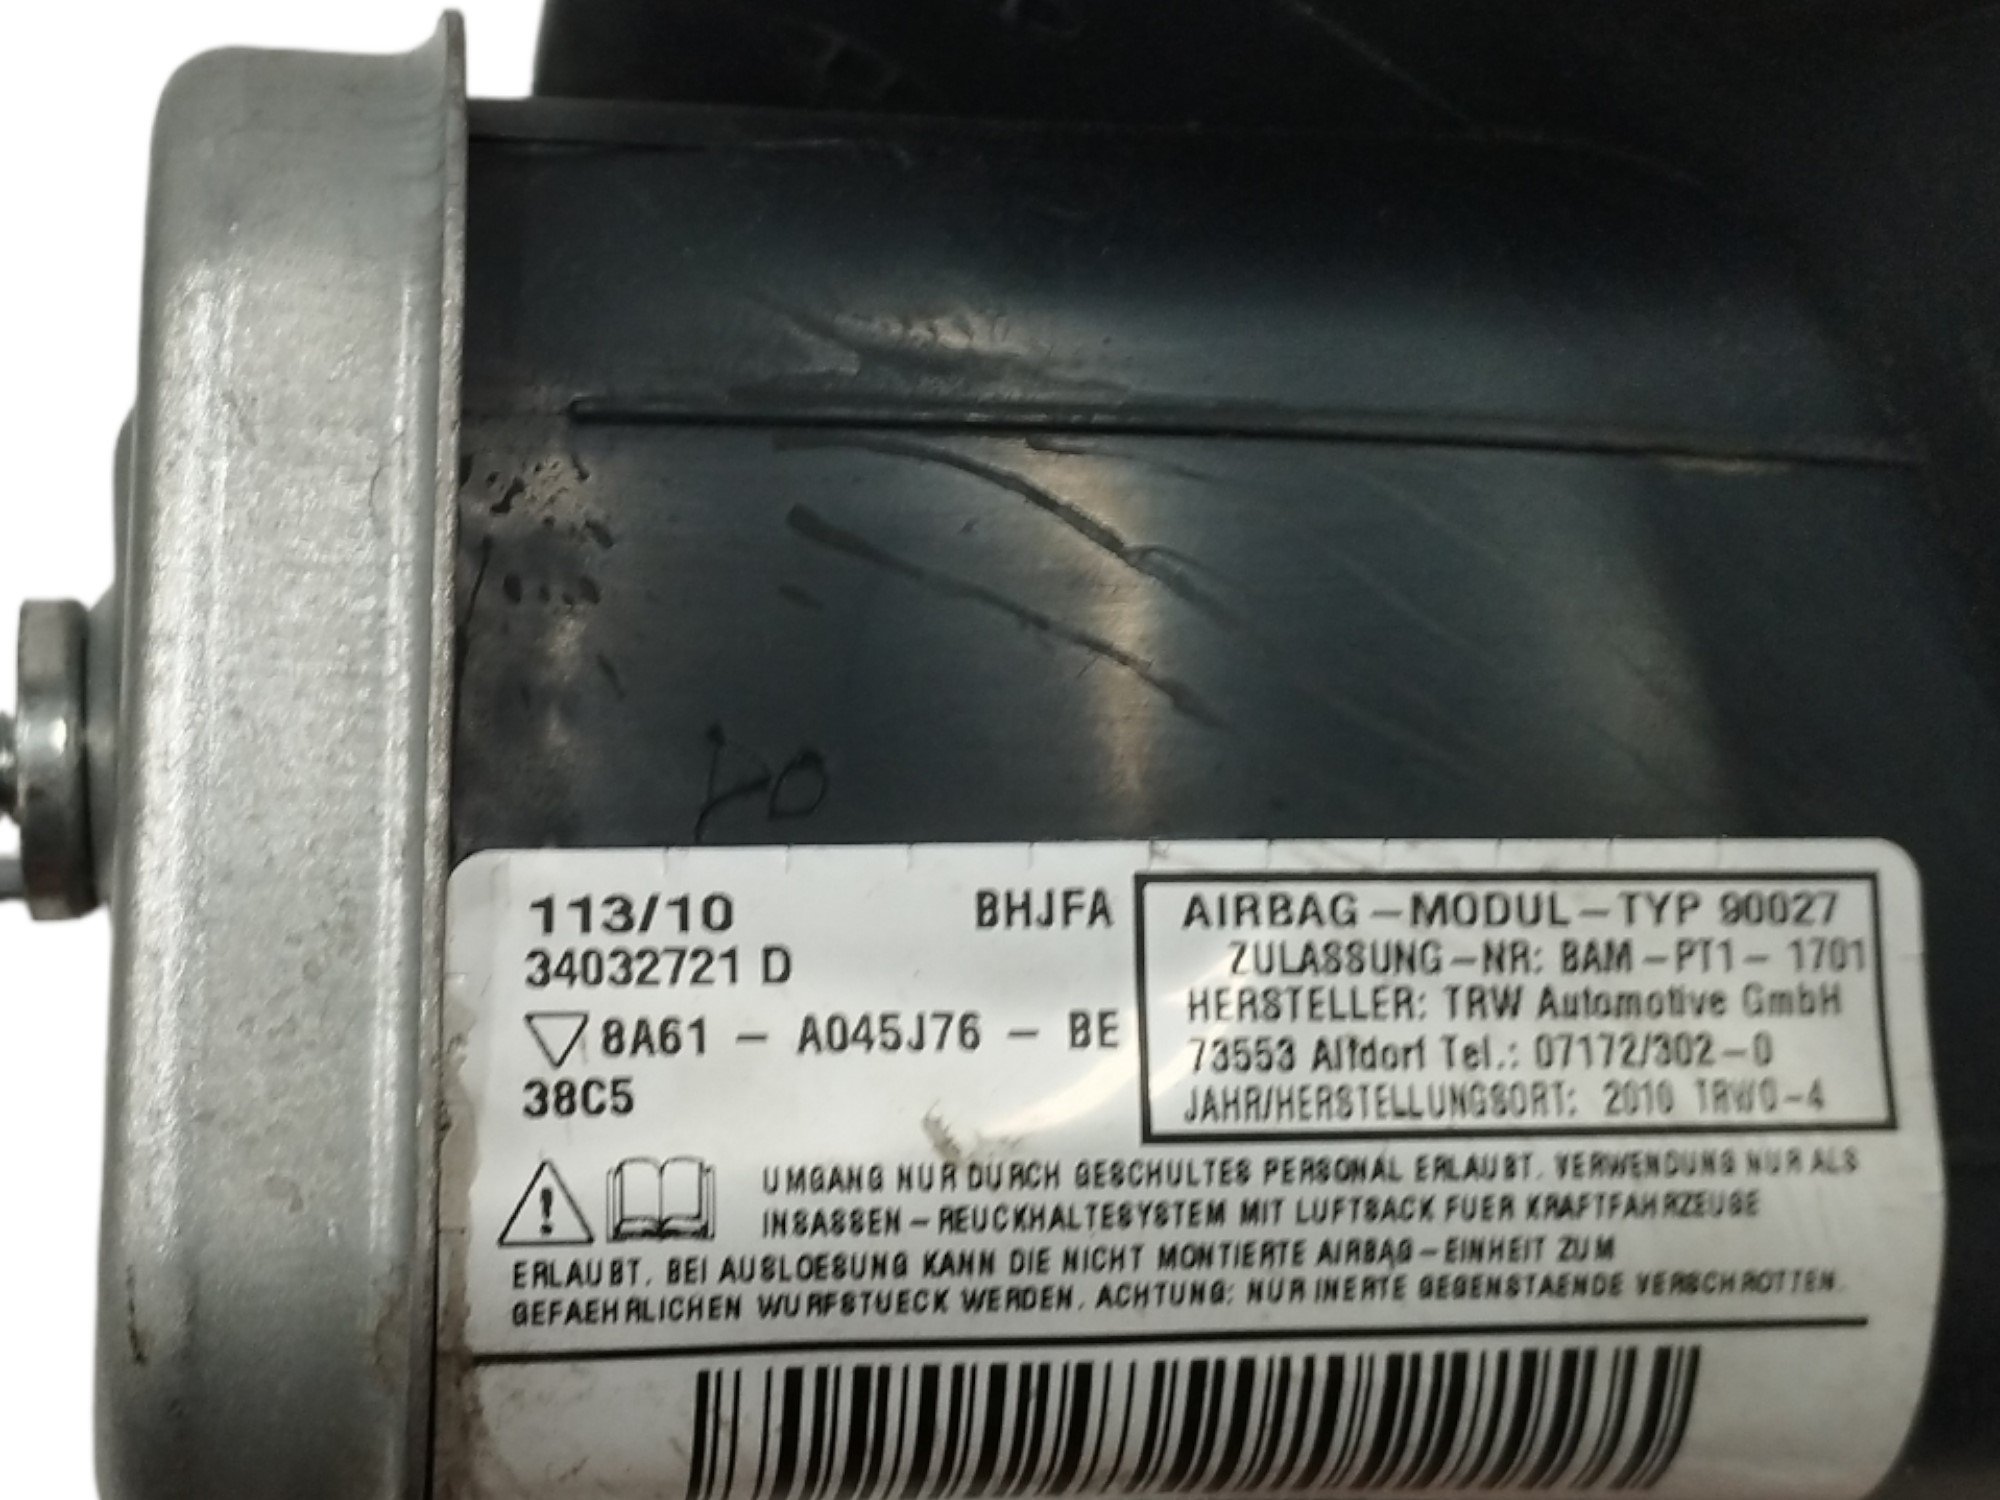 113/10 BHJFA
34032721 D
8A61 - A045J76 - BE
38C5
AIRBAG-MODUL-TYP 90027
ZULASSUNG-NR: BAM-PT1-1701
HERSTELLER: TRW Automotive GmbH
73553 Alfdorf Tel.: 07172/302-0
JAHR/HERSTELLUNGSORT: 2010 TRWO-4
UMGANG NUR DURCH GESCHULTES PERSONAL ERLAUBT. VERWENDUNG NUR ALS
INSASSEN-REUCKHALTESYSTEM MIT LUFTSACK FUER KRAFTFAHRZEUGE
ERLAUBT. BEI AUSLOESUNG KANN DIE NICHT MONTIERTE AIRBAG-EINHEIT ZUM
GEFAEHRLICHEN WURFSTUECK WERDEN. ACHTUNG: NUR INERTE GEGENSTAENDE VERSCHROTTEN.